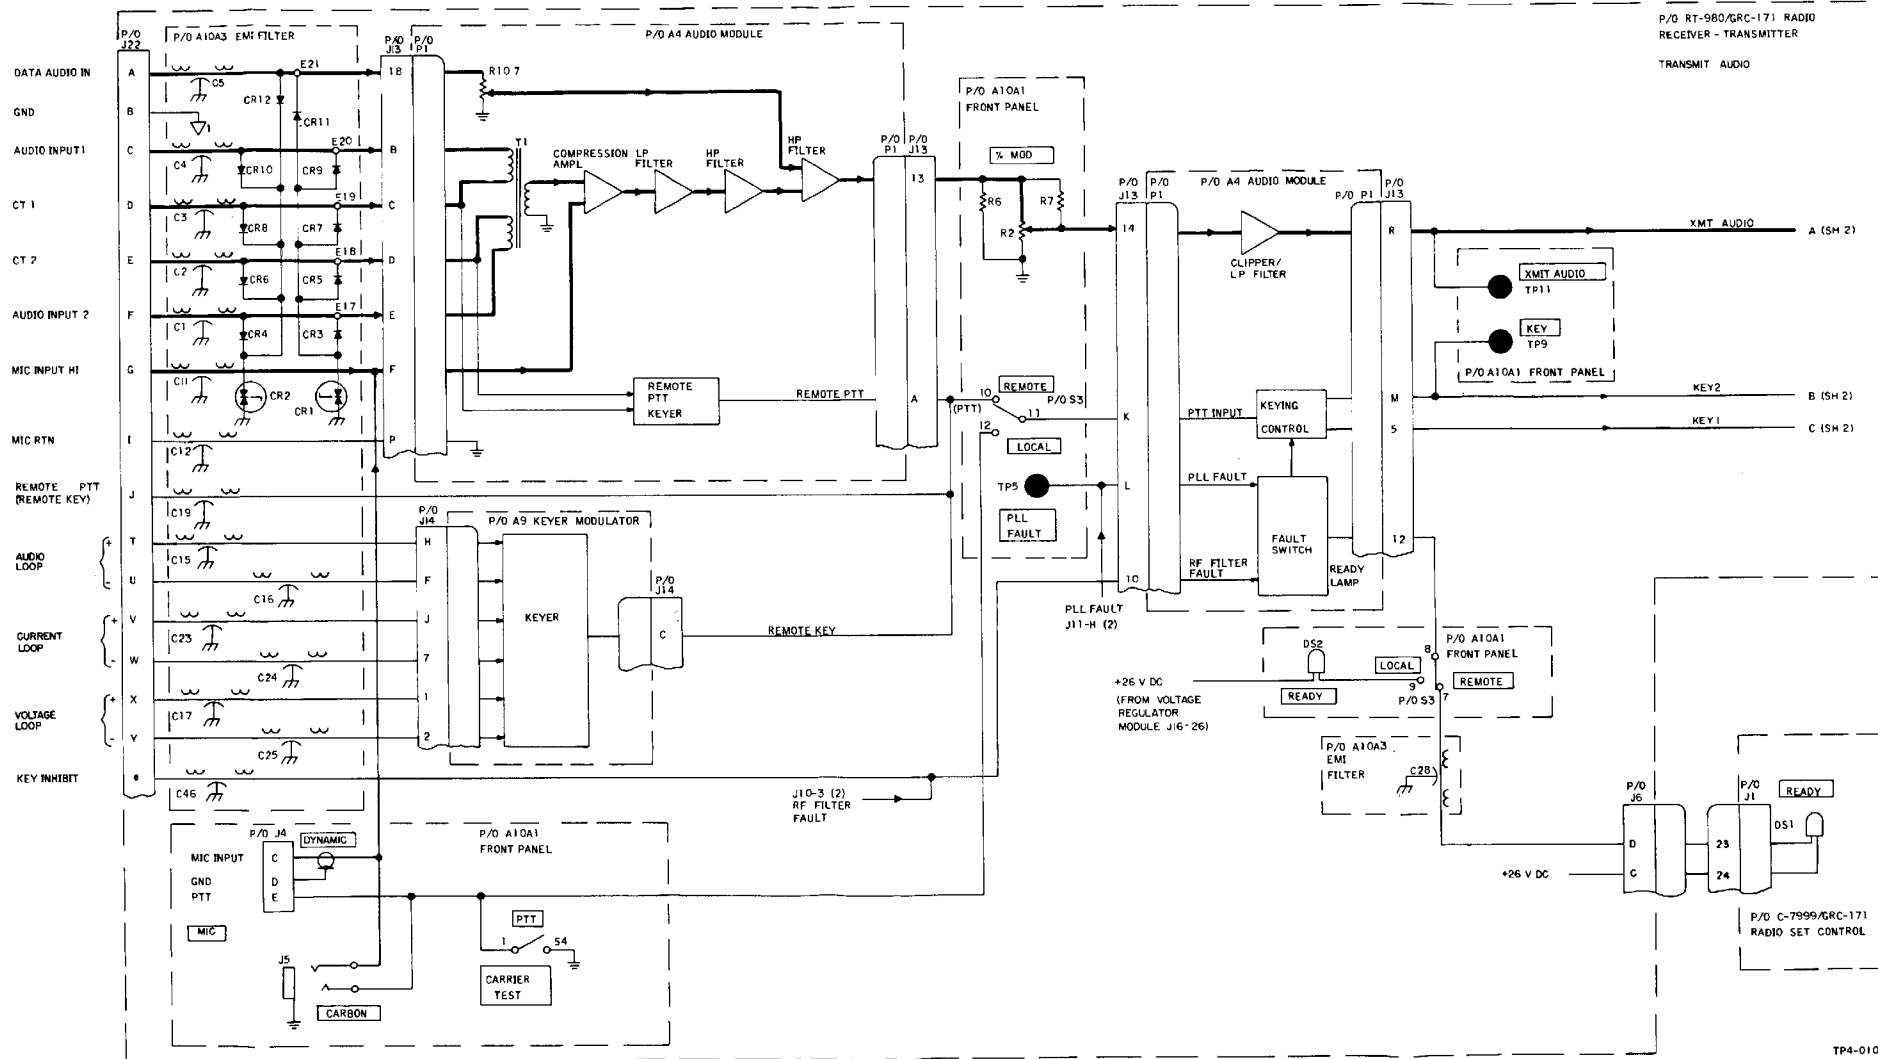 P/O RT-980/GRC-171 RADIO
RECEIVER - TRANSMITTER
TRANSMIT AUDIO
P/O
J22
P/O A10A3 EMI FILTER
P/O
J13
P/O
P1
P/O A4 AUDIO MODULE
DATA AUDIO IN
A
C5
E21
18
R107
CR12
CR11
GND
B
1
AUDIO INPUT1
C
C4
CR10
CR9
E20
B
T1
COMPRESSION
AMPL
LP
FILTER
HP
FILTER
HP
FILTER
P/O
P1
P/O
J13
13
CT 1
D
C3
CR8
CR7
E19
C
CT 2
E
C2
CR6
CR5
E18
D
AUDIO INPUT 2
F
C1
CR4
CR3
E17
E
MIC INPUT HI
G
C11
CR2
CR1
F
REMOTE
PTT
KEYER
REMOTE PTT
A
MIC RTN
I
C12
P
REMOTE PTT
(REMOTE KEY)
J
C19
P/O A10A1
FRONT PANEL
% MOD
R6
R2
R7
REMOTE
10
(PTT)
P/O S3
11
12
LOCAL
TP5
PLL
FAULT
P/O
J13
P/O
P1
P/O A4 AUDIO MODULE
P/O P1
P/O
J13
14
CLIPPER/
LP FILTER
R
XMT AUDIO
A (SH 2)
XMIT AUDIO
TP11
KEY
TP9
P/O A10A1 FRONT PANEL
K
PTT INPUT
KEYING
CONTROL
M
KEY2
B (SH 2)
5
KEY1
C (SH 2)
L
PLL FAULT
FAULT
SWITCH
12
10
RF FILTER
FAULT
READY
LAMP
PLL FAULT
J11-H (2)
AUDIO
LOOP
+
T
C15
-
U
C16
CURRENT
LOOP
+
V
C23
-
W
C24
VOLTAGE
LOOP
+
X
C17
-
Y
C25
P/O
J14
P/O A9 KEYER MODULATOR
H
F
J
7
1
2
KEYER
P/O
J14
C
REMOTE KEY
KEY INHIBIT
C46
J10-3 (2)
RF FILTER
FAULT
DS2
READY
LOCAL
8
9
7
P/O S3
REMOTE
P/O A10A1
FRONT PANEL
+26 V DC
(FROM VOLTAGE
REGULATOR
MODULE J16-26)
P/O A10A3
EMI
FILTER
C28
P/O
J6
D
C
+26 V DC
P/O
J1
23
24
READY
DS1
P/O C-7999/GRC-171
RADIO SET CONTROL
P/O J4
DYNAMIC
P/O A10A1
FRONT PANEL
MIC INPUT
C
GND
D
PTT
E
MIC
J5
CARBON
PTT
1
S4
CARRIER
TEST
TP4-010